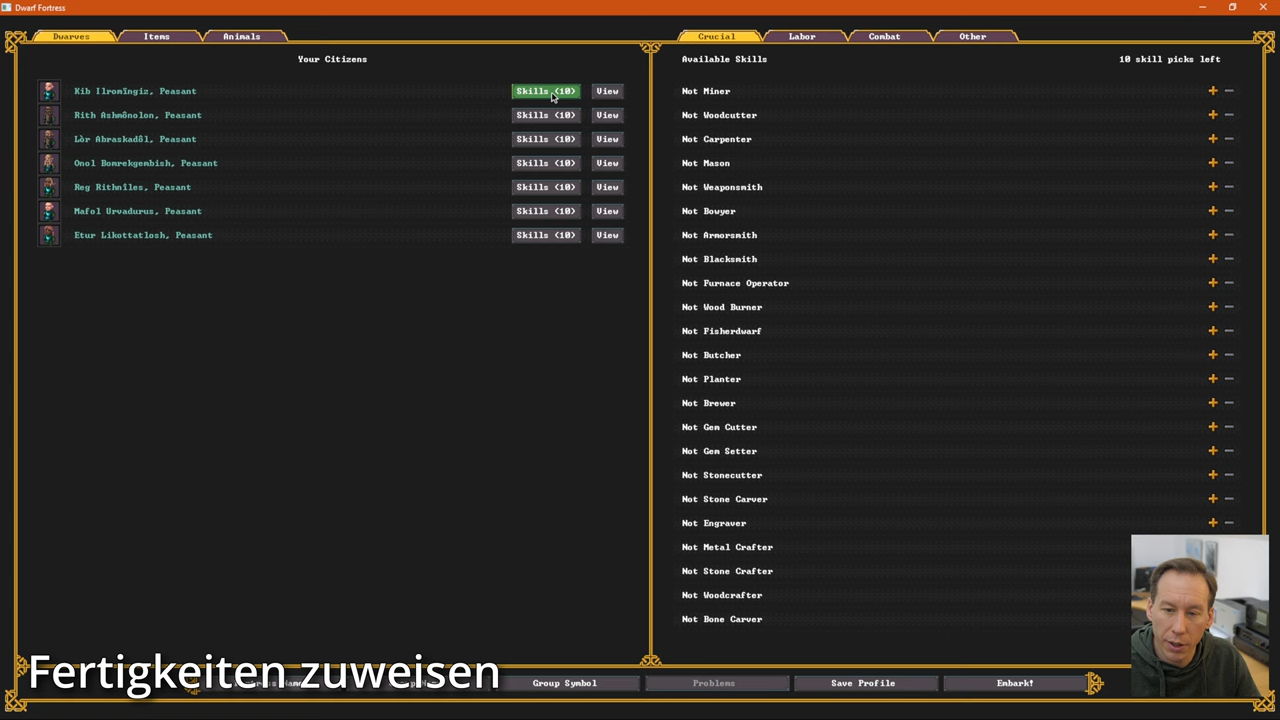 Dwarf Fortress
Dwarves Items Animals
Your Citizens
Kib Ilromïngiz, Peasant Skills (10) View
Rith Ashmônolon, Peasant Skills (10) View
Lòr Abraskadôl, Peasant Skills (10) View
Onol Bomrekgembish, Peasant Skills (10) View
Reg Rithnîles, Peasant Skills (10) View
Mafol Urvadurus, Peasant Skills (10) View
Etur Likottatlosh, Peasant Skills (10) View
Crucial Labor Combat Other
Available Skills 10 skill picks left
Not Miner
Not Woodcutter
Not Carpenter
Not Mason
Not Weaponsmith
Not Bowyer
Not Armorsmith
Not Blacksmith
Not Furnace Operator
Not Wood Burner
Not Fisherdwarf
Not Butcher
Not Planter
Not Brewer
Not Gem Cutter
Not Gem Setter
Not Stonecutter
Not Stone Carver
Not Engraver
Not Metal Crafter
Not Stone Crafter
Not Woodcrafter
Not Bone Carver
Fertigkeiten zuweisen
Group Symbol Problems Save Profile Embark!